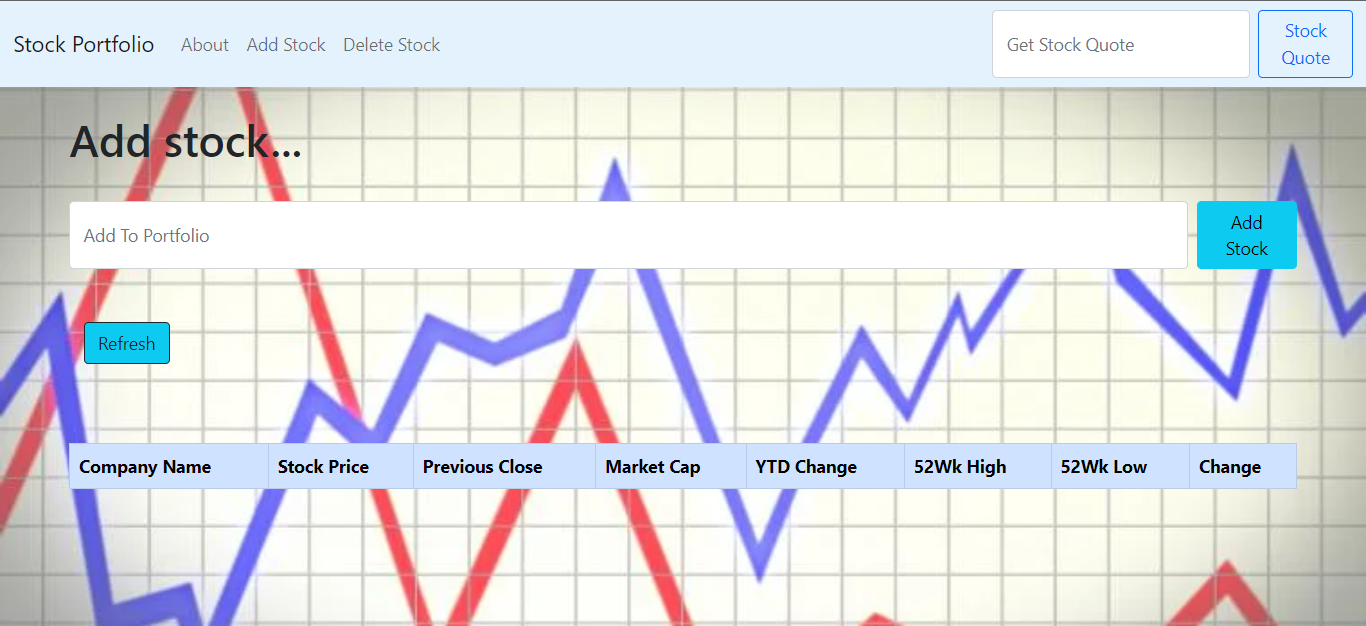 Stock Portfolio About Add Stock Delete Stock Get Stock Quote Stock
Quote
Add stock...
Add To Portfolio Add
Stock
Refresh
Company Name Stock Price Previous Close Market Cap YTD Change 52Wk High 52Wk Low Change